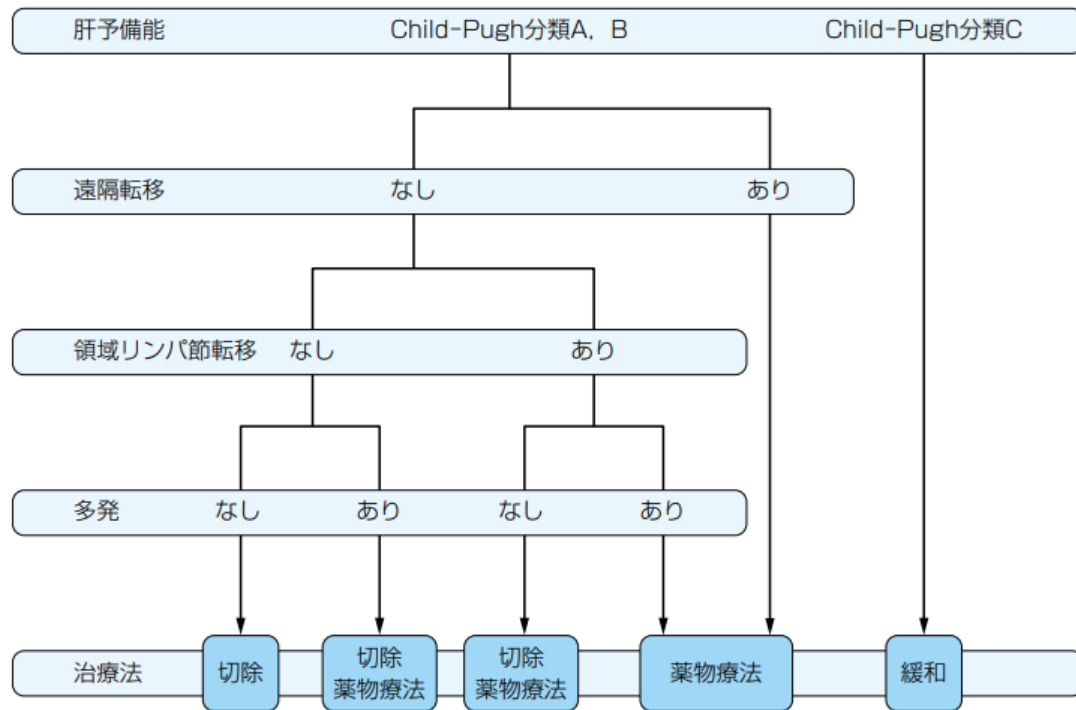 肝予備能 Child-Pugh分類A，B Child-Pugh分類C
遠隔転移 なし あり
領域リンパ節転移 なし あり
多発 なし あり なし あり
治療法 切除 切除 薬物療法 切除 薬物療法 薬物療法 緩和